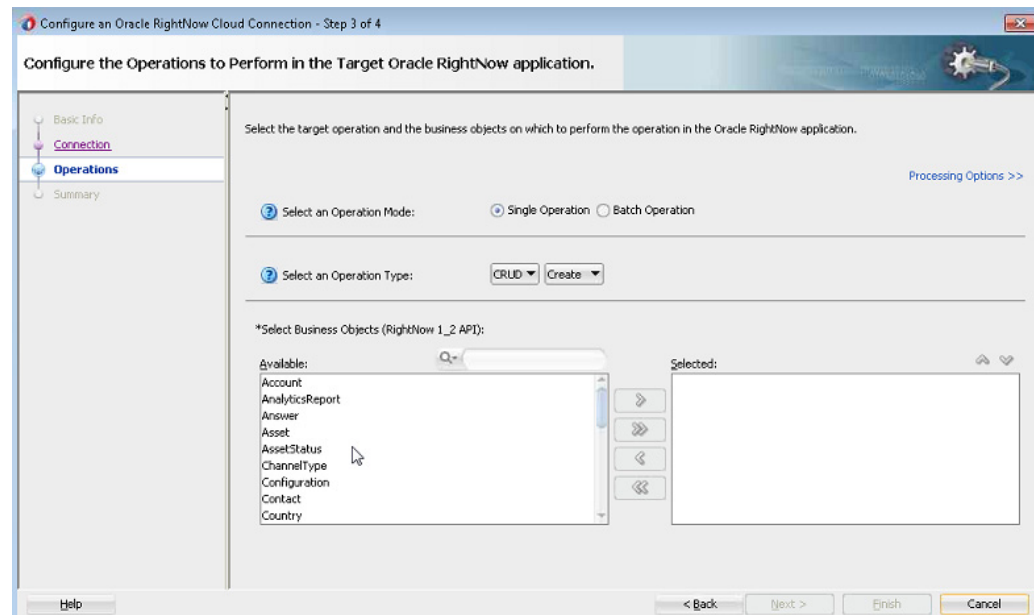 Configure an Oracle RightNow Cloud Connection - Step 3 of 4
Configure the Operations to Perform in the Target Oracle RightNow application.
Basic Info
Connection
Operations
Summary
Select the target operation and the business objects on which to perform the operation in the Oracle RightNow application.
Processing Options >>
Select an Operation Mode: Single Operation Batch Operation
Select an Operation Type: CRUD Create
*Select Business Objects (RightNow 1_2 API):
Available:
Account
AnalyticsReport
Answer
Asset
AssetStatus
ChannelType
Configuration
Contact
Country
Selected:
Help
< Back Next > Finish Cancel